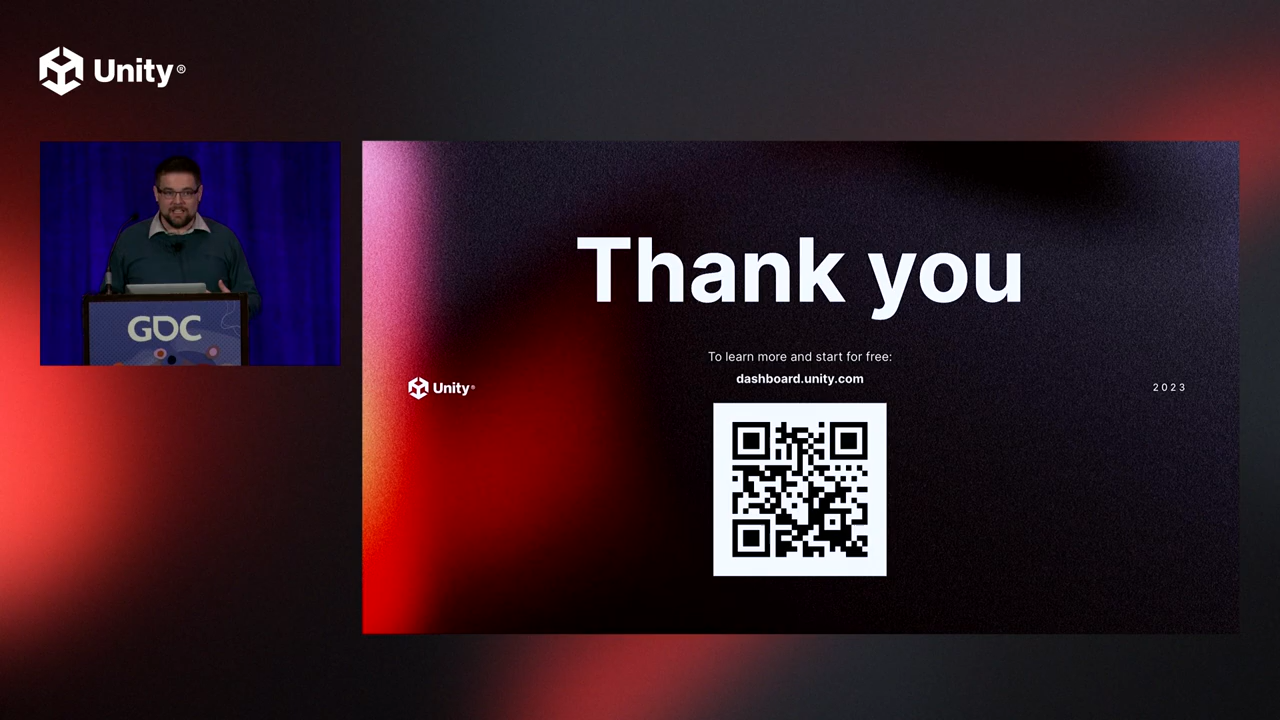 Unity®
GDC
Thank you
To learn more and start for free:
dashboard.unity.com
Unity®
2023